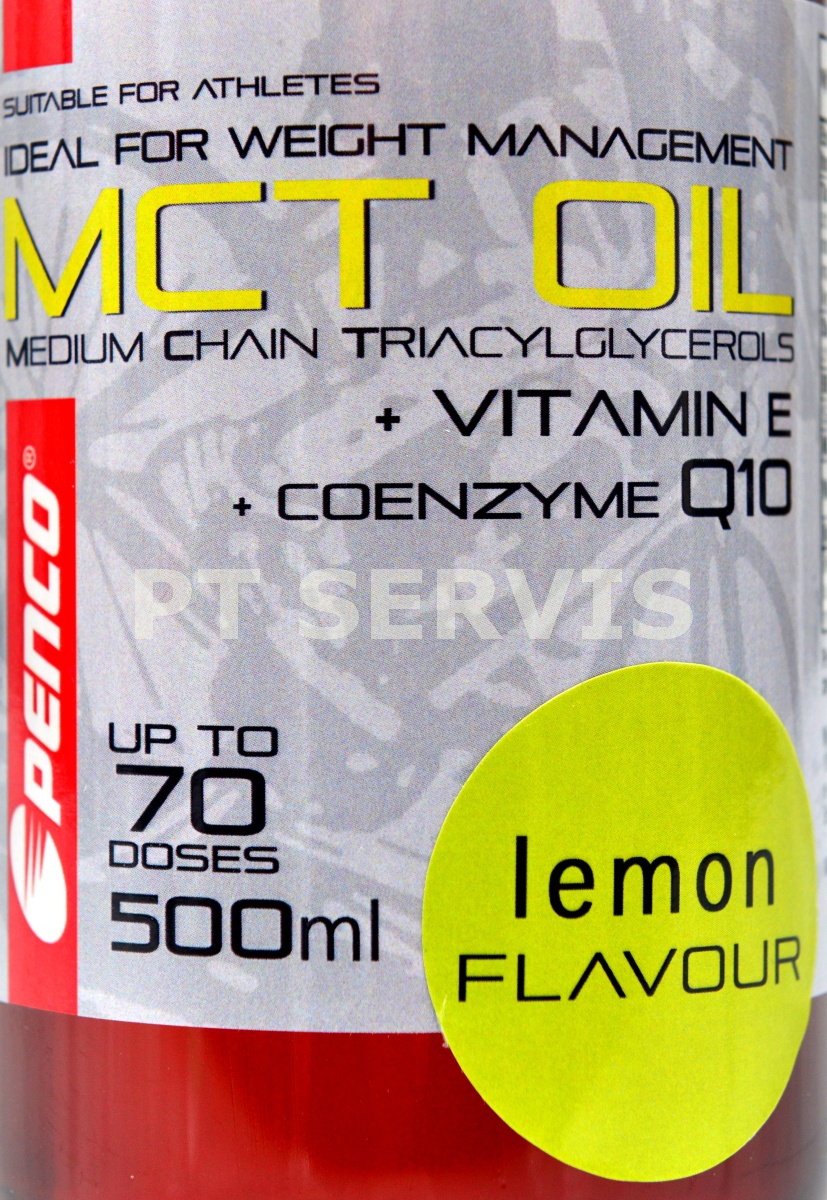 SUITABLE FOR ATHLETES
IDEAL FOR WEIGHT MANAGEMENT
MCT OIL
MEDIUM CHAIN TRIACYLGLYCEROLS
+ VITAMIN E
+ COENZYME Q10
PENCO®
PT SERVIS
UP TO
70
DOSES
500ml
lemon
FLAVOUR